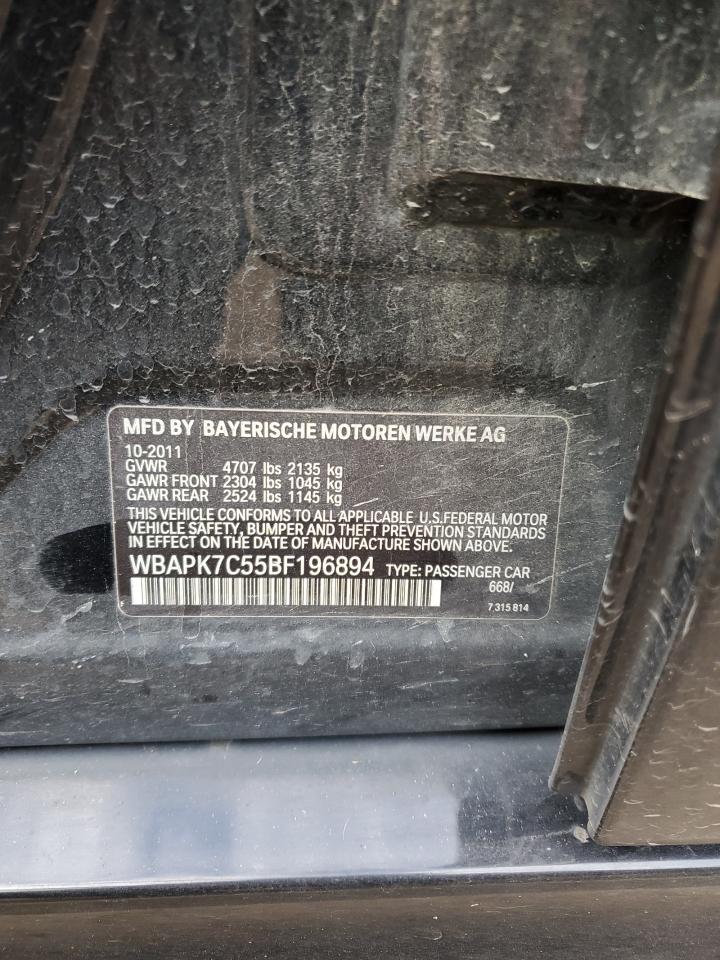 MFD BY BAYERISCHE MOTOREN WERKE AG
10-2011
GVWR 4707 lbs 2135 kg
GAWR FRONT 2304 lbs 1045 kg
GAWR REAR 2524 lbs 1145 kg
THIS VEHICLE CONFORMS TO ALL APPLICABLE U.S.FEDERAL MOTOR
VEHICLE SAFETY, BUMPER AND THEFT PREVENTION STANDARDS
IN EFFECT ON THE DATE OF MANUFACTURE SHOWN ABOVE.
WBAPK7C55BF196894 TYPE: PASSENGER CAR
668/
7 315 814